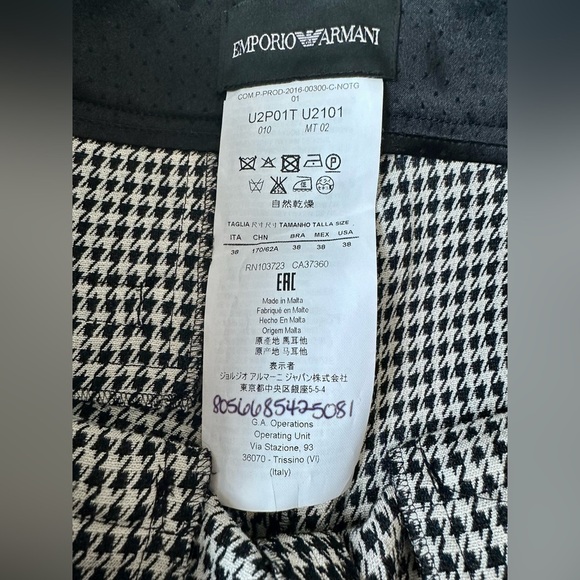 EMPORIO ARMANI
COM.P-PROD-2016-00300-C-NOTG
01
U2P01T U2101
010 MT 02
自然乾燥
TAGLIA 尺寸 尺寸 TAMANHO TALLA SIZE
ITA CHN BRA MEX USA
38 170/62A 38 38 38
RN103723 CA37360
EAC
Made in Malta
Fabriqué en Malte
Hecho En Malta
Origem Malta
原產地 馬耳他
原产地 马耳他
表示者
ジョルジオ アルマーニ ジャパン株式会社
東京都中央区銀座5-5-4
8056685425081
G.A. Operations
Operating Unit
Via Stazione, 93
36070 - Trissino (VI)
(Italy)